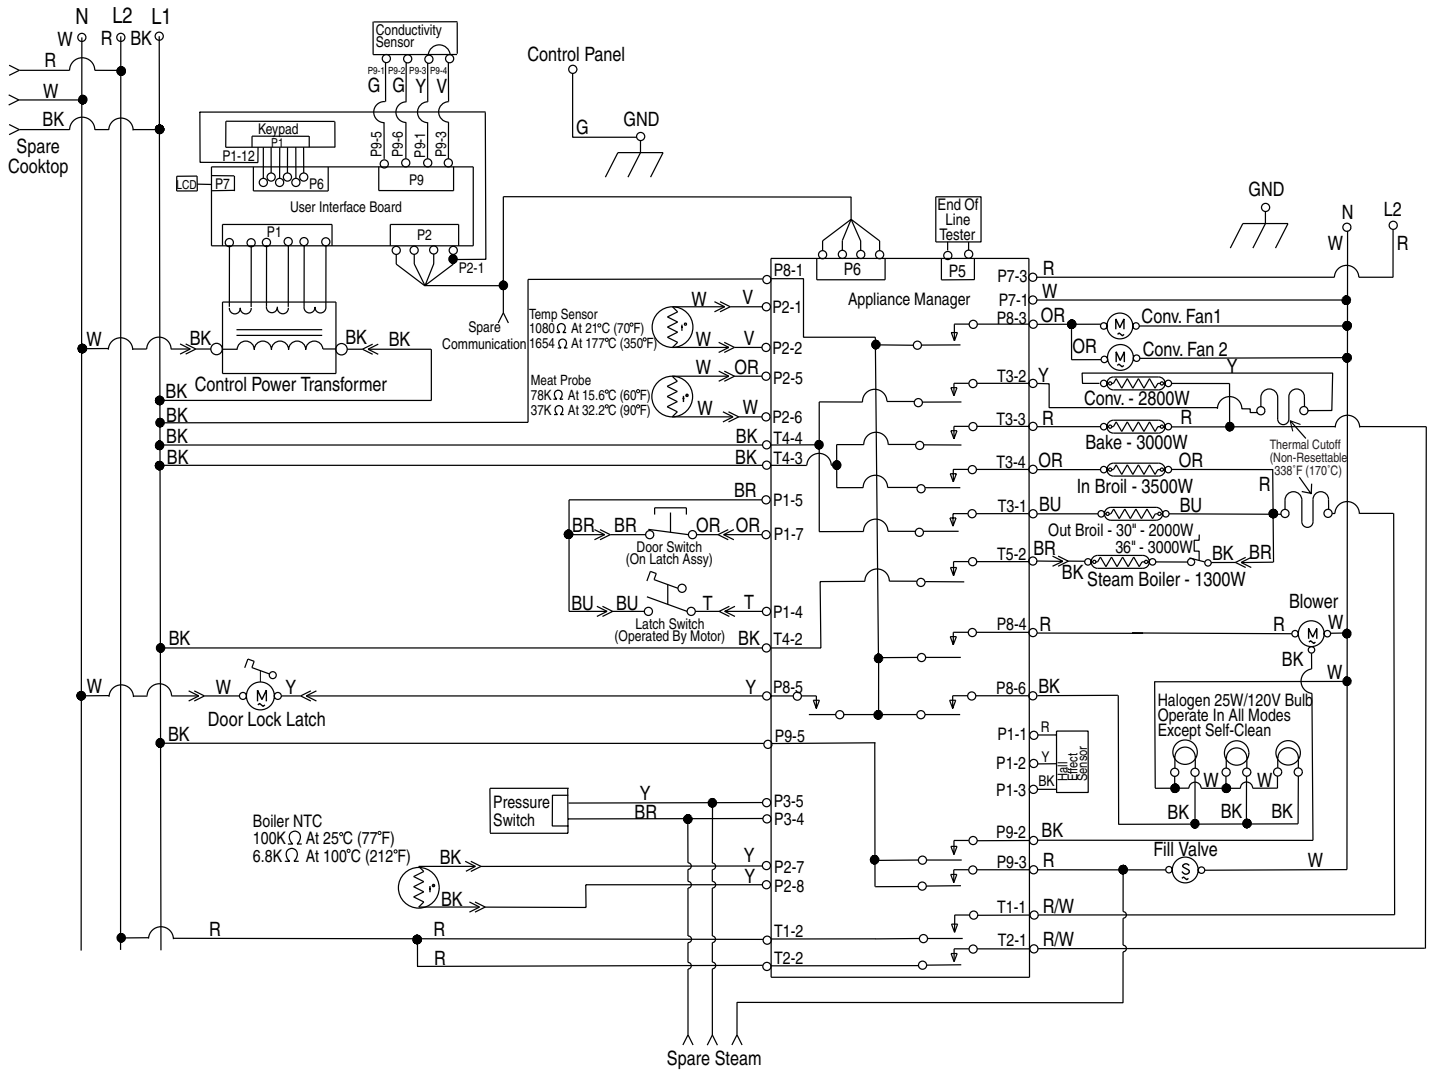 N L2 L1
W R BK
R
W
BK
Spare
Cooktop
Conductivity
Sensor
P9-1 P9-2 P9-3 P9-4
G G Y V
P9-5 P9-6 P9-1 P9-3
Control Panel
G
GND
Keypad
P1
P1-12
LCD P7 P6 P9
User Interface Board
P1 P2
P2-1
W BK BK BK
Control Power Transformer
Spare
Communication
Temp Sensor
1080Ω At 21°C (70°F)
1654 Ω At 177°C (350°F)
W V
W V
Meat Probe
78K Ω At 15.6°C (60°F)
37K Ω At 32.2°C (90°F)
W OR
W W
BK
BK
BK BK
BK BK
BR
BR BR OR OR
Door Switch
(On Latch Assy)
BU BU T T
Latch Switch
(Operated By Motor)
BK BK
W W Y Y
M
Door Lock Latch
BK
Pressure
Switch
Y
BR
Boiler NTC
100K Ω At 25°C (77°F)
6.8K Ω At 100°C (212°F)
BK Y
BK Y
R R
R
Spare Steam
P8-1
P2-1
P2-2
P2-5
P2-6
T4-4
T4-3
P1-5
P1-7
P1-4
T4-2
P8-5
P9-5
P3-5
P3-4
P2-7
P2-8
T1-2
T2-2
End Of
Line
Tester
P6 P5
Appliance Manager
P7-3 R
P7-1 W
P8-3 OR
T3-2 Y
T3-3 R
T3-4 OR
T3-1 BU
T5-2 BR
P8-4 R
P8-6 BK
P1-1 R
P1-2 Y
P1-3 BK
Hall
Effect
Sensor
P9-2 BK
P9-3 R
T1-1 R/W
T2-1 R/W
GND
N L2
W R
M Conv. Fan1
OR M Conv. Fan 2
Y
Conv. - 2800W
R
Bake - 3000W
Thermal Cutoff
(Non-Resettable
338°F (170°C)
OR
In Broil - 3500W
R
BU
Out Broil - 30" - 2000W
36" - 3000W
BK BK BR
Steam Boiler - 1300W
Blower
R M W
BK
W
Halogen 25W/120V Bulb
Operate In All Modes
Except Self-Clean
W W
BK BK BK
Fill Valve
S W